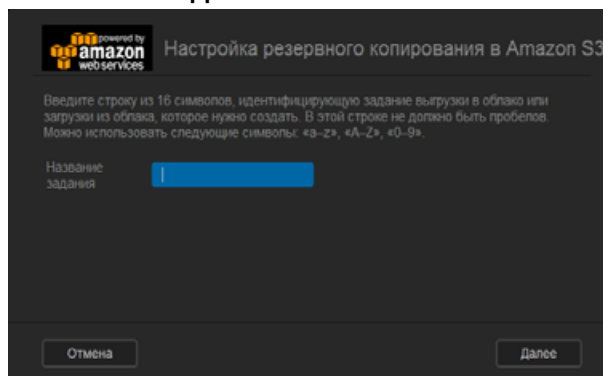 powered by
amazon
webservices
Настройка резервного копирования в Amazon S3
Введите строку из 16 символов, идентифицирующую задание выгрузки в облако или
загрузки из облака, которое нужно создать. В этой строке не должно быть пробелов.
Можно использовать следующие символы: «a–z», «A–Z», «0–9».
Название
задания
Отмена
Далее